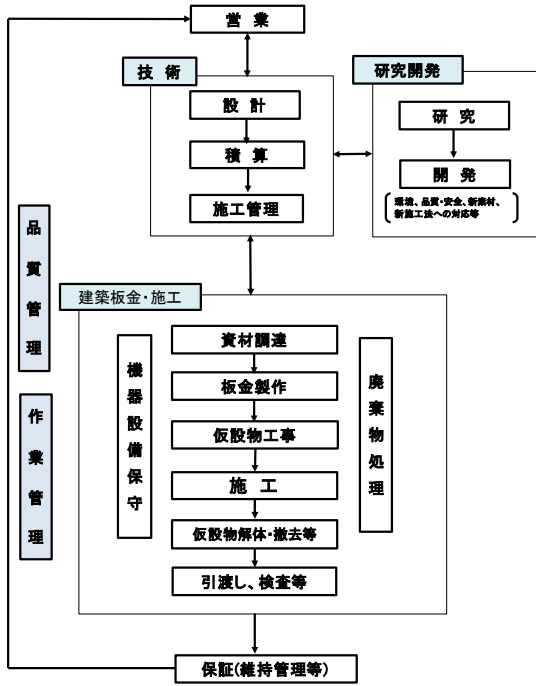 営業
技術
設計
積算
施工管理
研究開発
研究
開発
環境、品質・安全、新素材、
新施工法への対応等
品質管理
作業管理
建築板金・施工
機器設備保守
資材調達
板金製作
仮設物工事
施工
仮設物解体・撤去等
引渡し、検査等
廃棄物処理
保証(維持管理等)